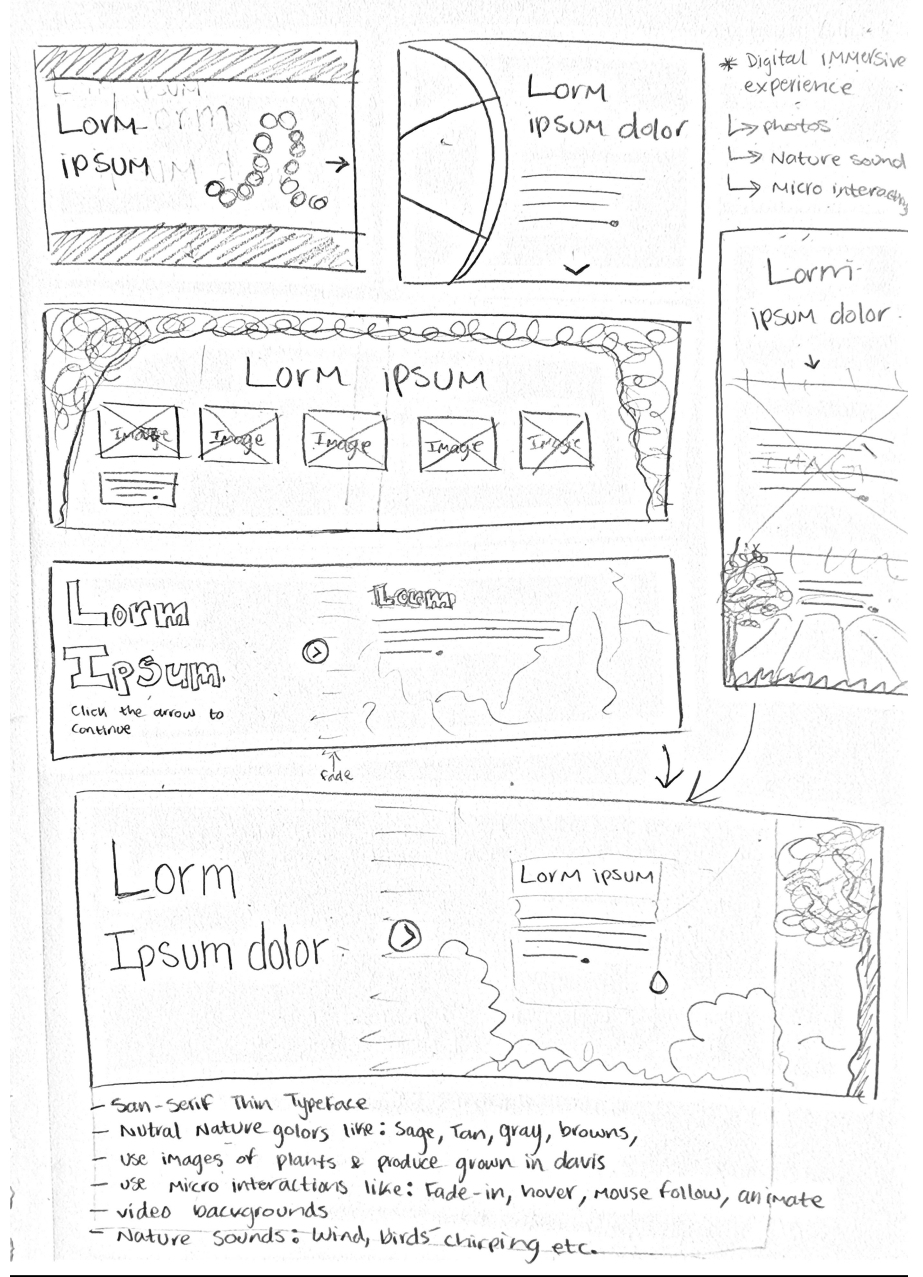 Lorm
ipsum
Lorm
ipsum dolor
* Digital immersive
experience
photos
Nature sound
Micro
Lorm
ipsum dolor
IMAG
Lorm ipsum
Image
Image
Image
Image
Image
Lorm
Ipsum.
Click the arrow to
Continue
Lorm
fade
Lorm
Ipsum dolor
Lorm ipsum
- San-serif Thin Typeface
- Nutral Nature golors like: Sage, Tan, gray, browns,
- use images of plants & produce grown in davis
- use Micro interactions like: Fade-in, hover, mouse follow, animate
- video bacvgrounds
- Nature sounds: Wind, birds chirping etc.